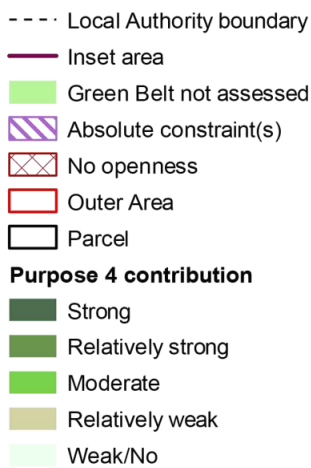 Local Authority boundary
Inset area
Green Belt not assessed
Absolute constraint(s)
No openness
Outer Area
Parcel
Purpose 4 contribution
Strong
Relatively strong
Moderate
Relatively weak
Weak/No